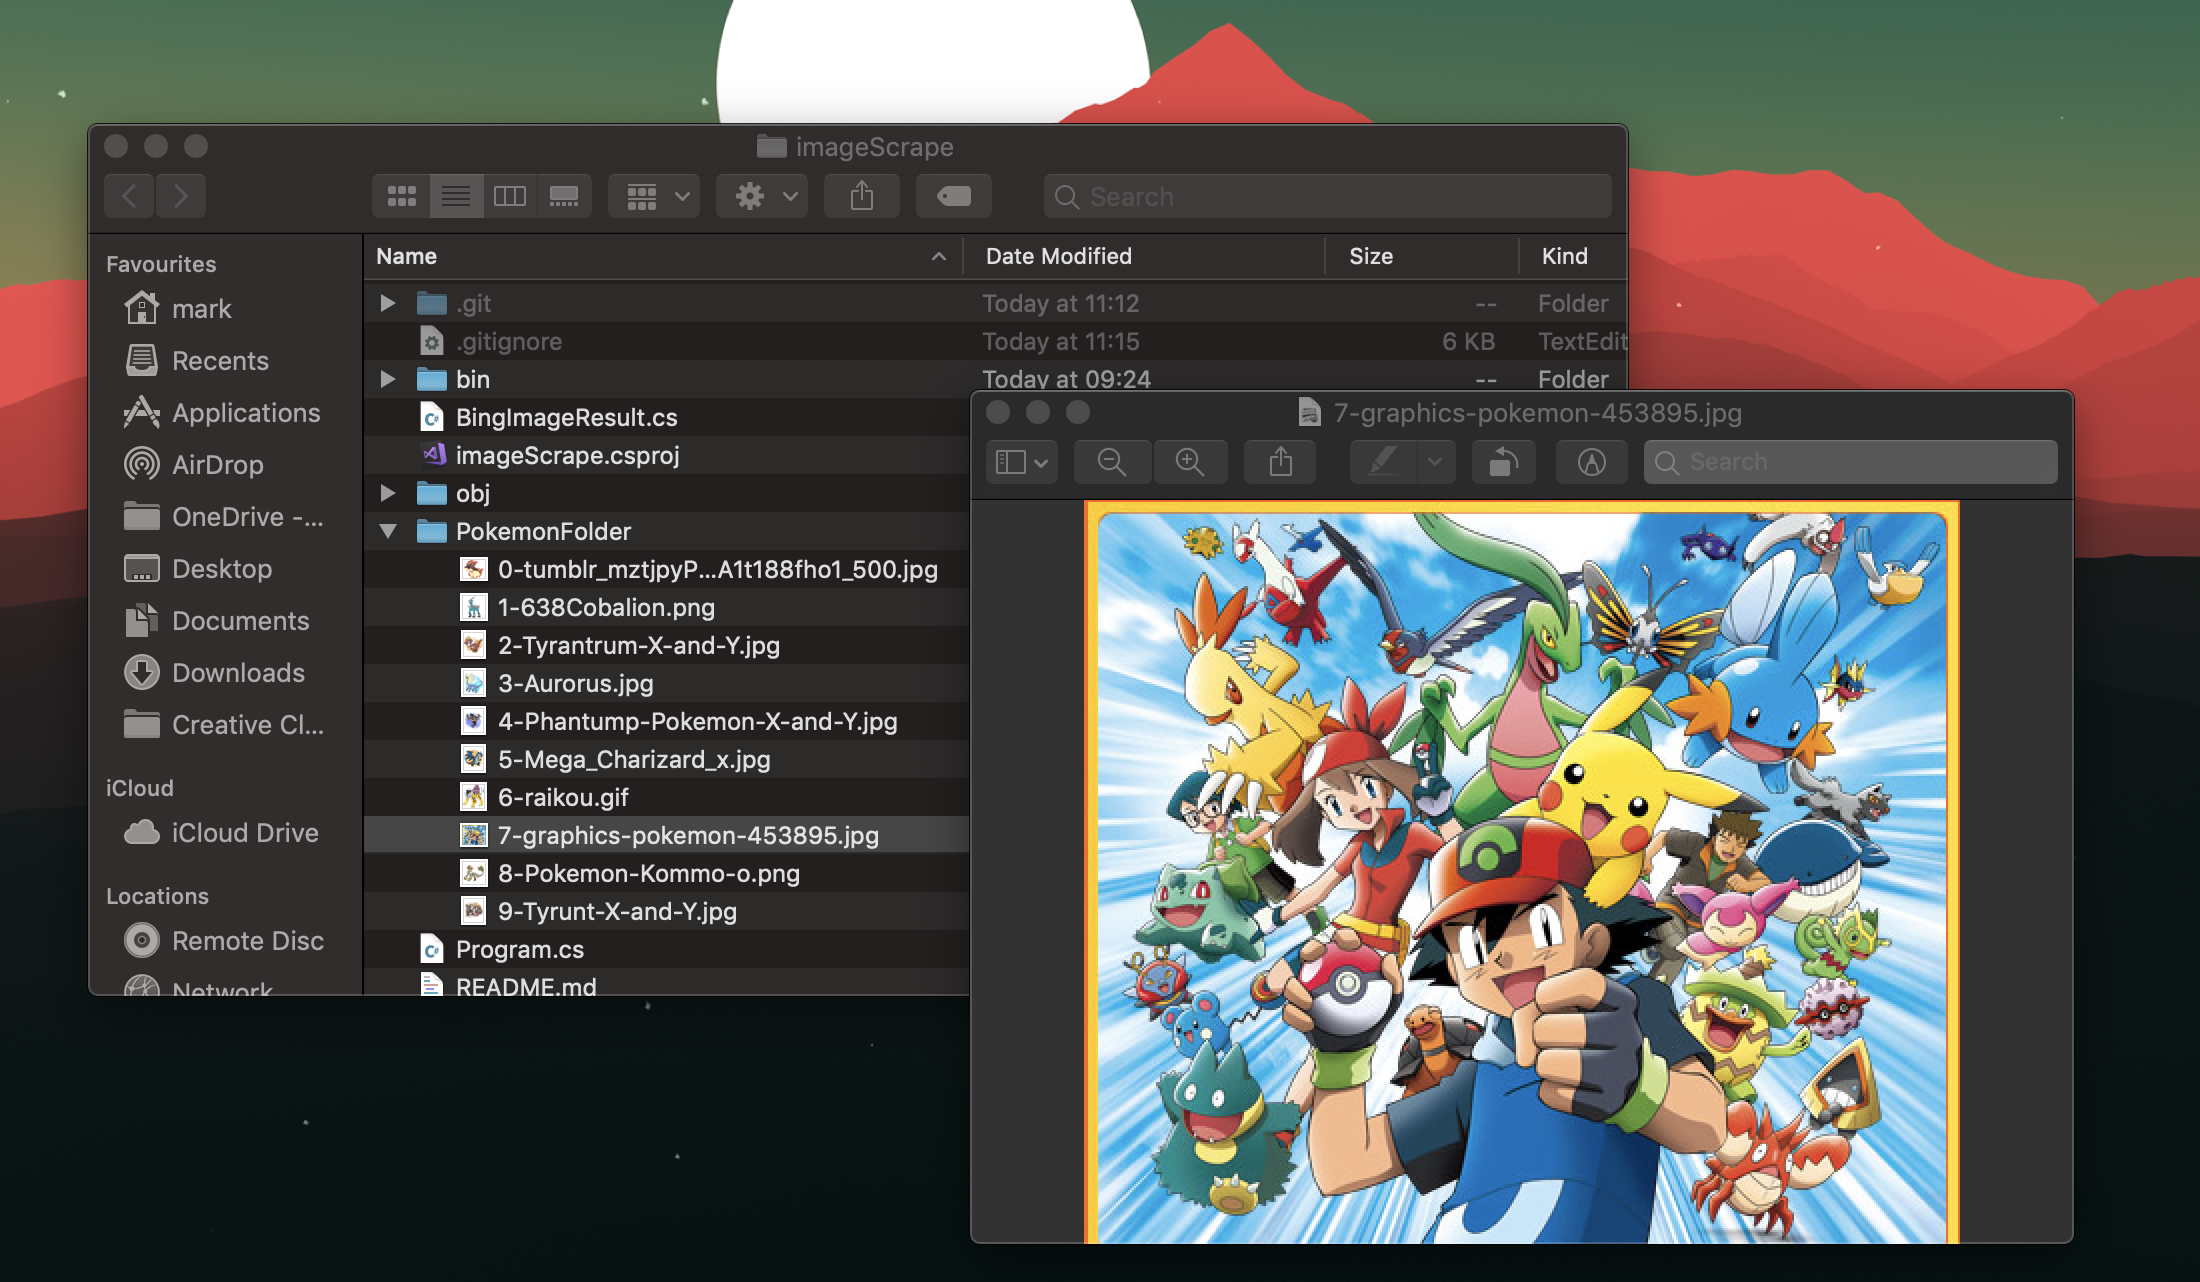 imageScrape
Search
Favourites
mark
Recents
Applications
AirDrop
OneDrive -...
Desktop
Documents
Downloads
Creative Cl...
iCloud
iCloud Drive
Locations
Remote Disc
Network
Name Date Modified Size Kind
.git Today at 11:12 -- Folder
.gitignore Today at 11:15 6 KB TextEdit
bin Today at 09:24 -- Folder
BingImageResult.cs
imageScrape.csproj
obj
PokemonFolder
0-tumblr_mztjpyP...A1t188fho1_500.jpg
1-638Cobalion.png
2-Tyrantrum-X-and-Y.jpg
3-Aurorus.jpg
4-Phantump-Pokemon-X-and-Y.jpg
5-Mega_Charizard_x.jpg
6-raikou.gif
7-graphics-pokemon-453895.jpg
8-Pokemon-Kommo-o.png
9-Tyrunt-X-and-Y.jpg
Program.cs
README.md
7-graphics-pokemon-453895.jpg
Search